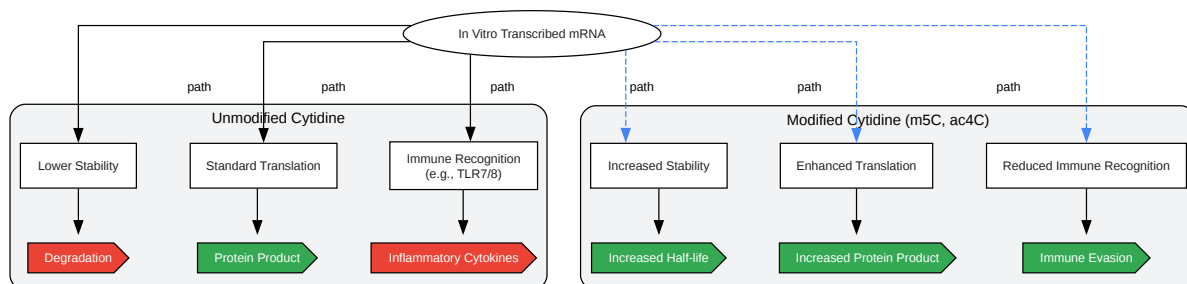 In Vitro Transcribed mRNA
path
path
path
path
path
path
Unmodified Cytidine
Modified Cytidine (m5C, ac4C)
Lower Stability
Standard Translation
Immune Recognition
(e.g., TLR7/8)
Increased Stability
Enhanced Translation
Reduced Immune Recognition
Degradation
Protein Product
Inflammatory Cytokines
Increased Half-life
Increased Protein Product
Immune Evasion